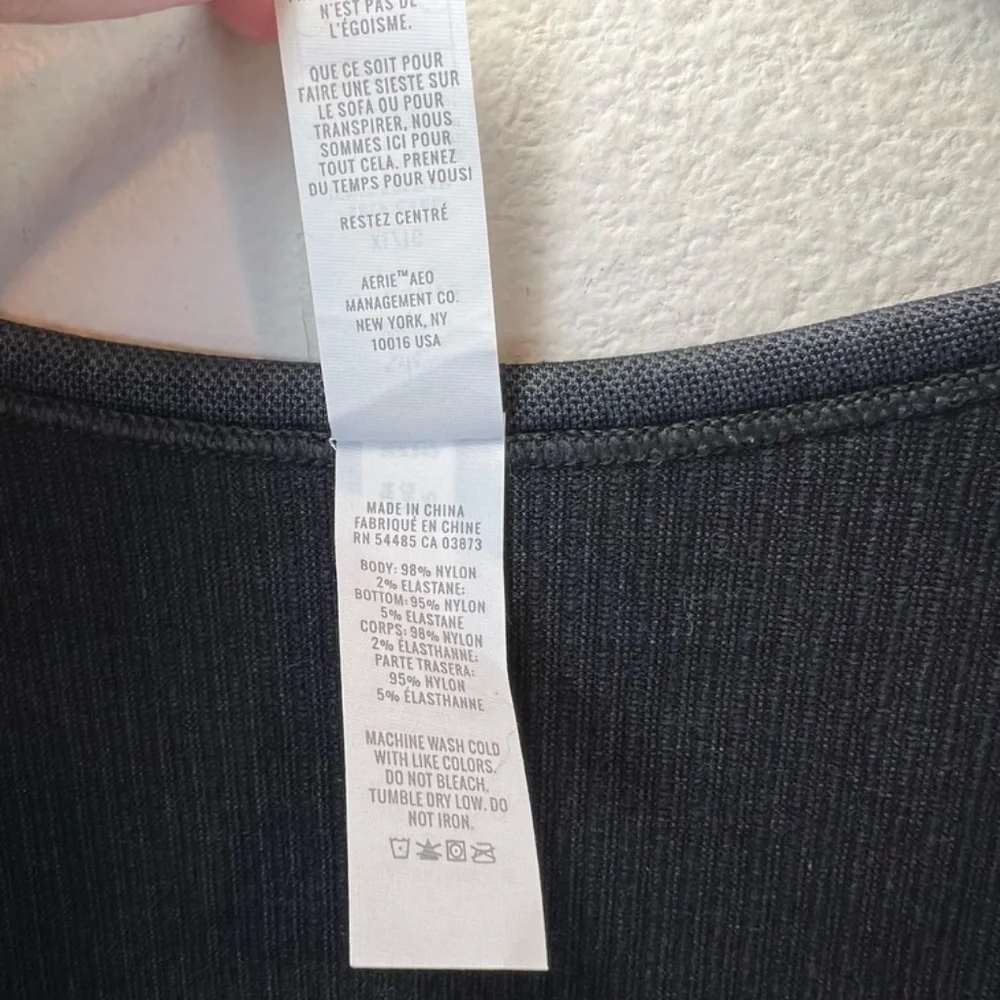 N'EST PAS DE
L'ÉGOISME.
QUE CE SOIT POUR
FAIRE UNE SIESTE SUR
LE SOFA OU POUR
TRANSPIRER, NOUS
SOMMES ICI POUR
TOUT CELA. PRENEZ
DU TEMPS POUR VOUS!
RESTEZ CENTRÉ
AERIE™AEO
MANAGEMENT CO.
NEW YORK, NY
10016 USA
MADE IN CHINA
FABRIQUÉ EN CHINE
RN 54485 CA 03873
BODY: 98% NYLON
2% ELASTANE;
BOTTOM: 95% NYLON
5% ELASTANE
CORPS: 98% NYLON
2% ÉLASTHANNE;
PARTE TRASERA:
95% NYLON
5% ÉLASTHANNE
MACHINE WASH COLD
WITH LIKE COLORS.
DO NOT BLEACH.
TUMBLE DRY LOW. DO
NOT IRON.